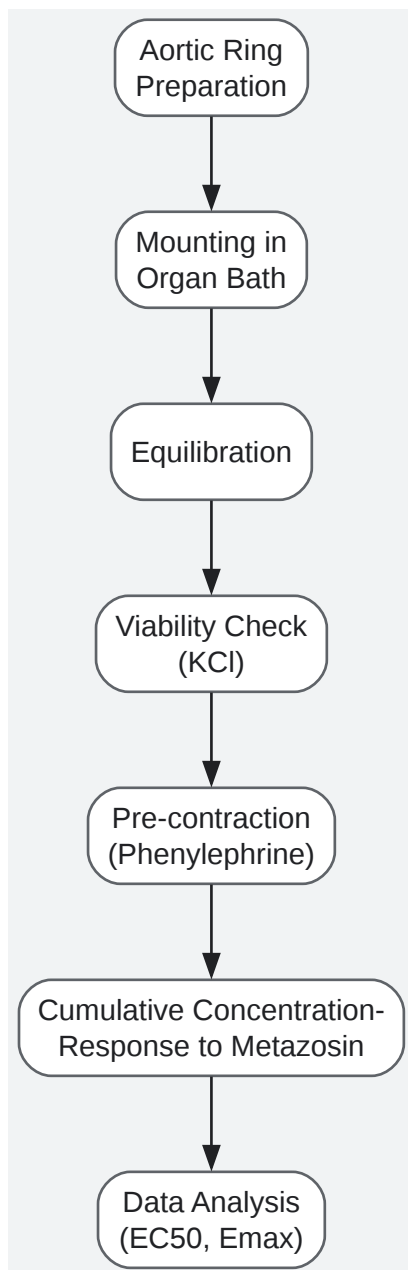 Aortic Ring
Preparation
Mounting in
Organ Bath
Equilibration
Viability Check
(KCl)
Pre-contraction
(Phenylephrine)
Cumulative Concentration-
Response to Metazosin
Data Analysis
(EC50, Emax)